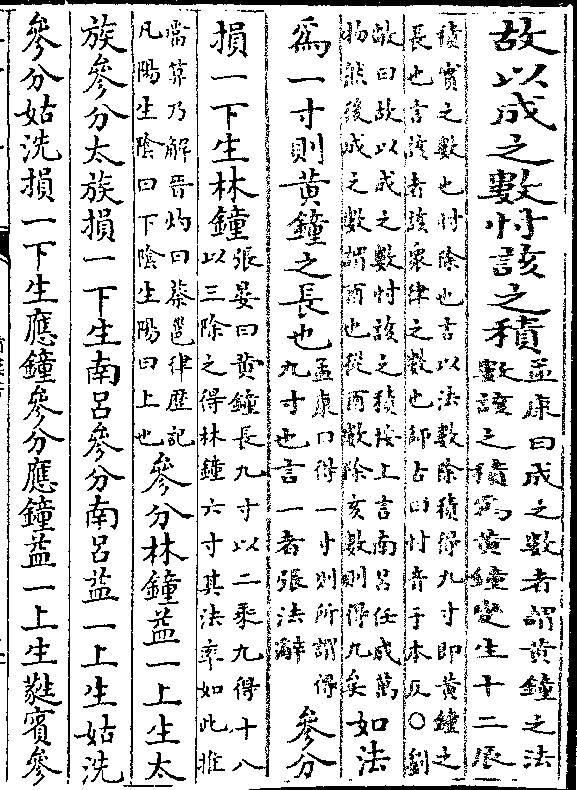 故以成之數忖該之積
孟康曰成之數者謂黃鐘之法
數該之積爲黃鐘變生十二辰
積實之數也忖除也言以法數除積得九寸即黃鐘之
長也言該者該衆律之數也師古曰忖音千本反○劉
攽曰故以成之數忖該之積按上言南呂任成萬
物然後成之數謂酉也從酉數除亥數則得九矣
如法
爲一寸則黃鐘之長也
孟康曰得一寸則所謂得
九寸也言一者張法辭
參分
損一下生林鐘
張晏曰黃鐘長九寸以二乘九得十八
以三除之得林鐘六寸其法率如此推
當算乃解晉灼曰蔡邕律歷記
凡陽生陰曰下陰生陽曰上也
參分林鐘益一上生太
族參分太族損一下生南呂參分南呂益一上生姑洗
參分姑洗損一下生應鐘參分應鐘益一上生蕤賓參